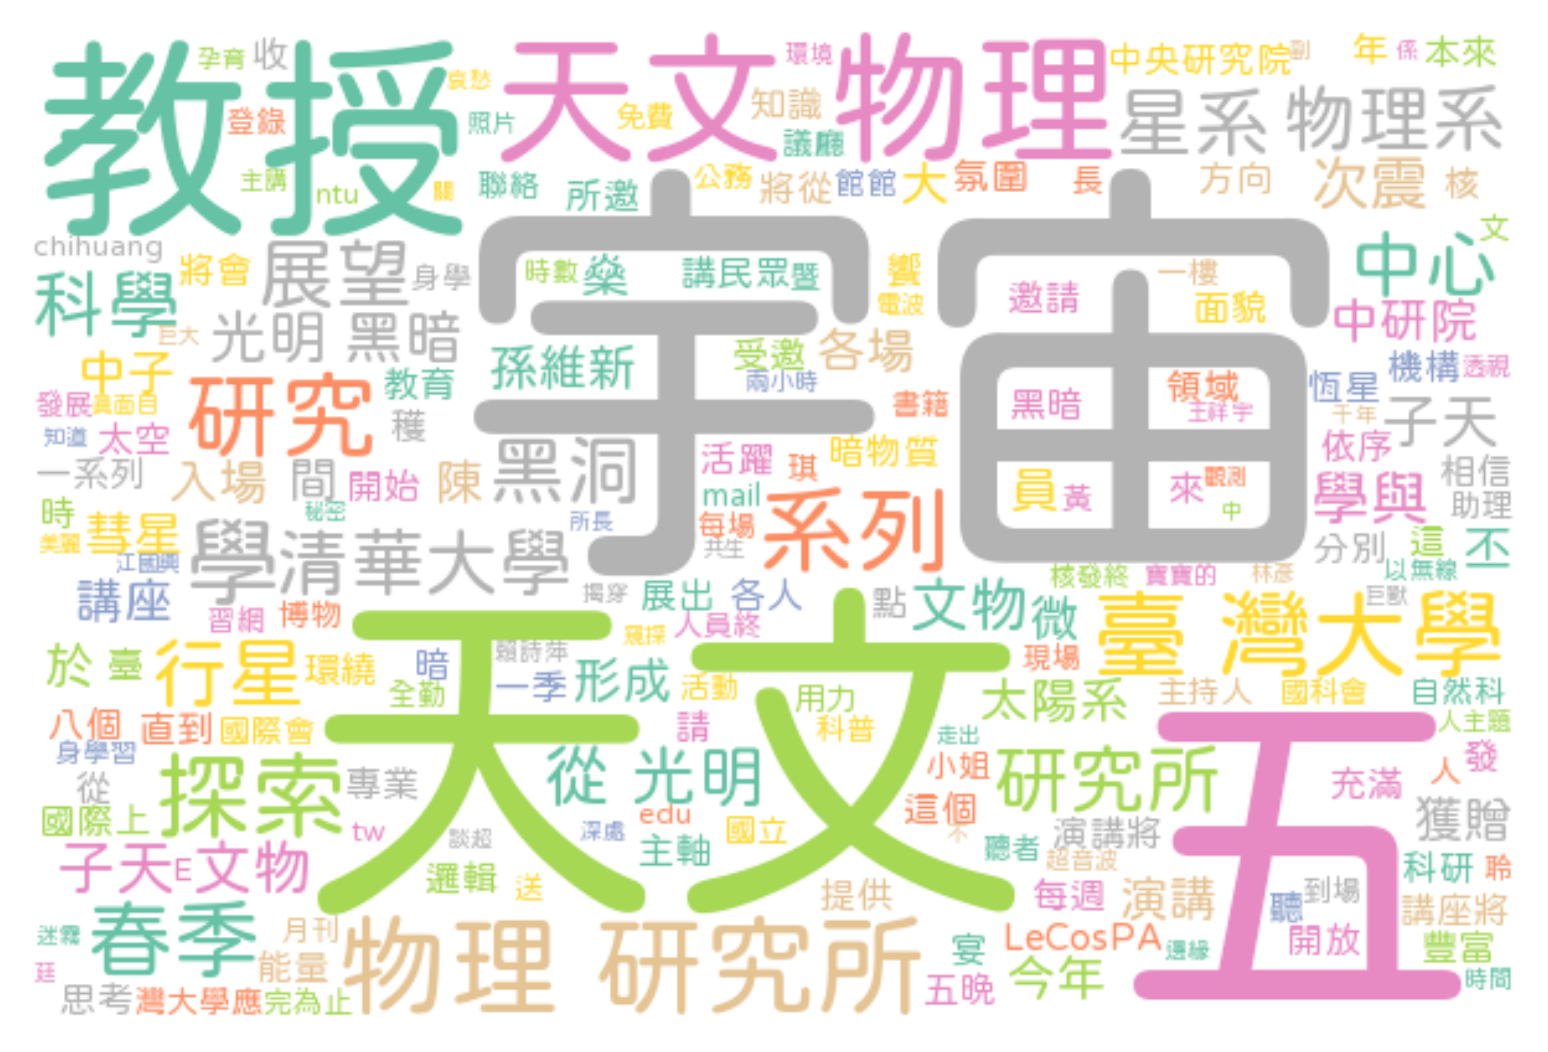 教授
孕育
收
哀愁
登錄
照片
主講
ntu
關
聯絡
所邀
天文物理
環境
免費
知識
議廳
公務
將從
館館
大
氛圍
長
中央研究院
副
年
係
本來
星系
物理系
方向
次震
核
文
chihuang
科學
將會
展望
身學
巨大
光明
黑暗
宇宙
時數
燊
講民眾暨
饗
電波
邀請
一樓
面貌
中心
中研院
中子
發展
真面目
知道
太空
研究
教育
穫
孫維新
受邀
各場
兩小時
書籍
黑暗
領域
王祥宇
恆星
機構
透視
千年
子天
依序
一系列
入場
間
開始
陳
黑洞
活躍
琪
暗物質
mail
每場
系列
員
黃
來
觀測
中
學與
相信
助理
時
彗星
美麗
秘密
江國興
學
清華大學
所長
共生
分別
這
丕
以無線
講座
習網
博物
揭穿
展出
各人
點
文物
微
核發終
寶寶的
林彥
巨獸
臺
灣大學
於
臺
行星
環繞
暗
全勤
賴詩萍
一季
形成
窺探
人員終
活動
天文
用力
科普
現場
太陽系
主持人
國科會
自然科
人主題
八個
直到
國際會
身學習
從
探索
專業
請
從
光明
走出
小姐
研究所
五
充滿
人
發
國際上
tw
edu
談超
深處
國立
這個
不
演講將
獲贈
子天
E
文物
邏輯
送
主軸
聽者
超音波
科研
聆
春季
月刊
迷霧
廷
能量
思考
灣大學應
完為止
物理
研究所
提供
每週
演講
聽
到場
講座將
宴
LeCosPA
邊緣
開放
豐富
五晚
今年
時間